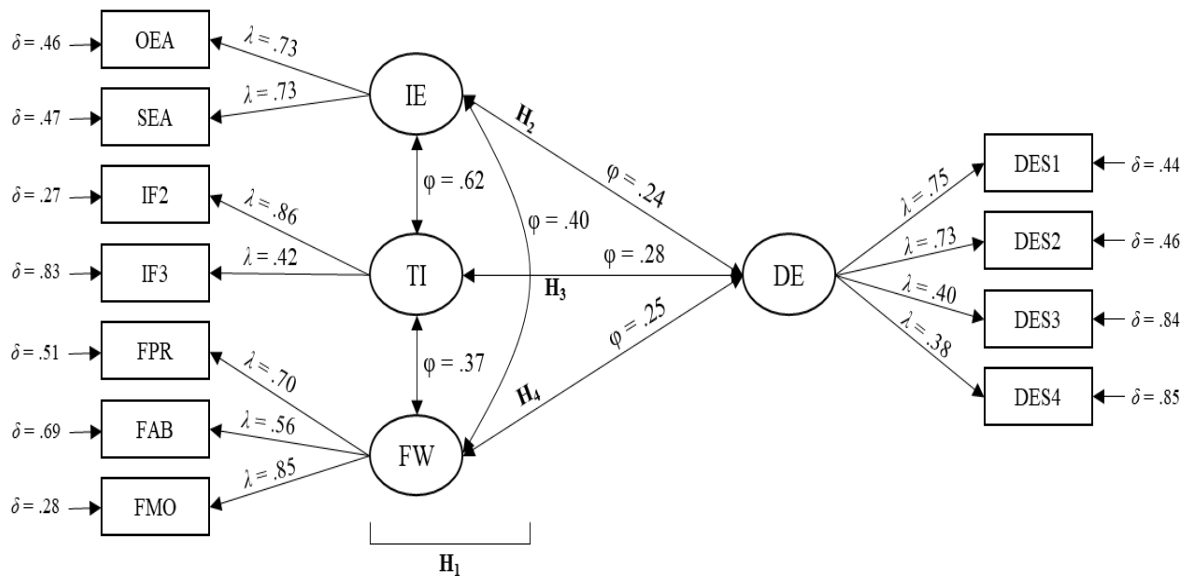 δ = .46
OEA
λ = .73
δ = .47
SEA
λ = .73
IE
δ = .27
IF2
λ = .86
δ = .83
IF3
λ = .42
TI
δ = .51
FPR
λ = .70
δ = .69
FAB
λ = .56
δ = .28
FMO
λ = .85
FW
φ = .62
φ = .37
φ = .40
H2
φ = .24
φ = .28
H3
φ = .25
H4
DE
λ = .75
DES1
δ = .44
λ = .73
DES2
δ = .46
λ = .40
DES3
δ = .84
λ = .38
DES4
δ = .85
H1